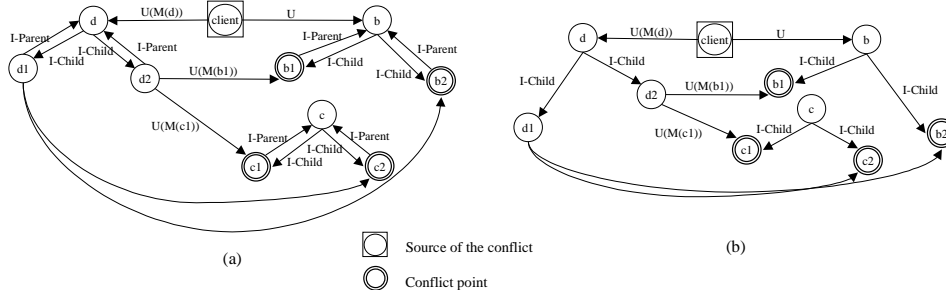 d U(M(d)) client U b
I-Parent I-Child I-Child I-Parent I-Parent I-Child I-Child I-Parent
d1 d2 U(M(b1)) b1 b2
U(M(c1)) c
I-Parent I-Child I-Child I-Parent
c1 c2
(a)
d U(M(d)) client U b
I-Child I-Child I-Child I-Child
d2 U(M(b1)) b1
d1 U(M(c1)) c b2
I-Child I-Child
c1 c2
(b)
Source of the conflict
Conflict point